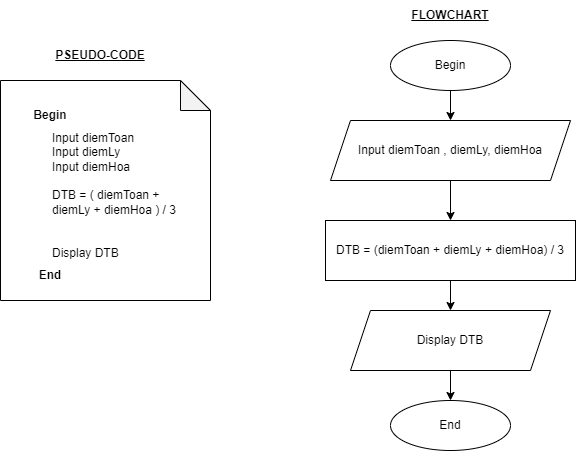 PSEUDO-CODE
Begin
Input diemToan
Input diemLy
Input diemHoa
DTB = ( diemToan +
diemLy + diemHoa ) / 3
Display DTB
End
FLOWCHART
Begin
Input diemToan , diemLy, diemHoa
DTB = (diemToan + diemLy + diemHoa) / 3
Display DTB
End